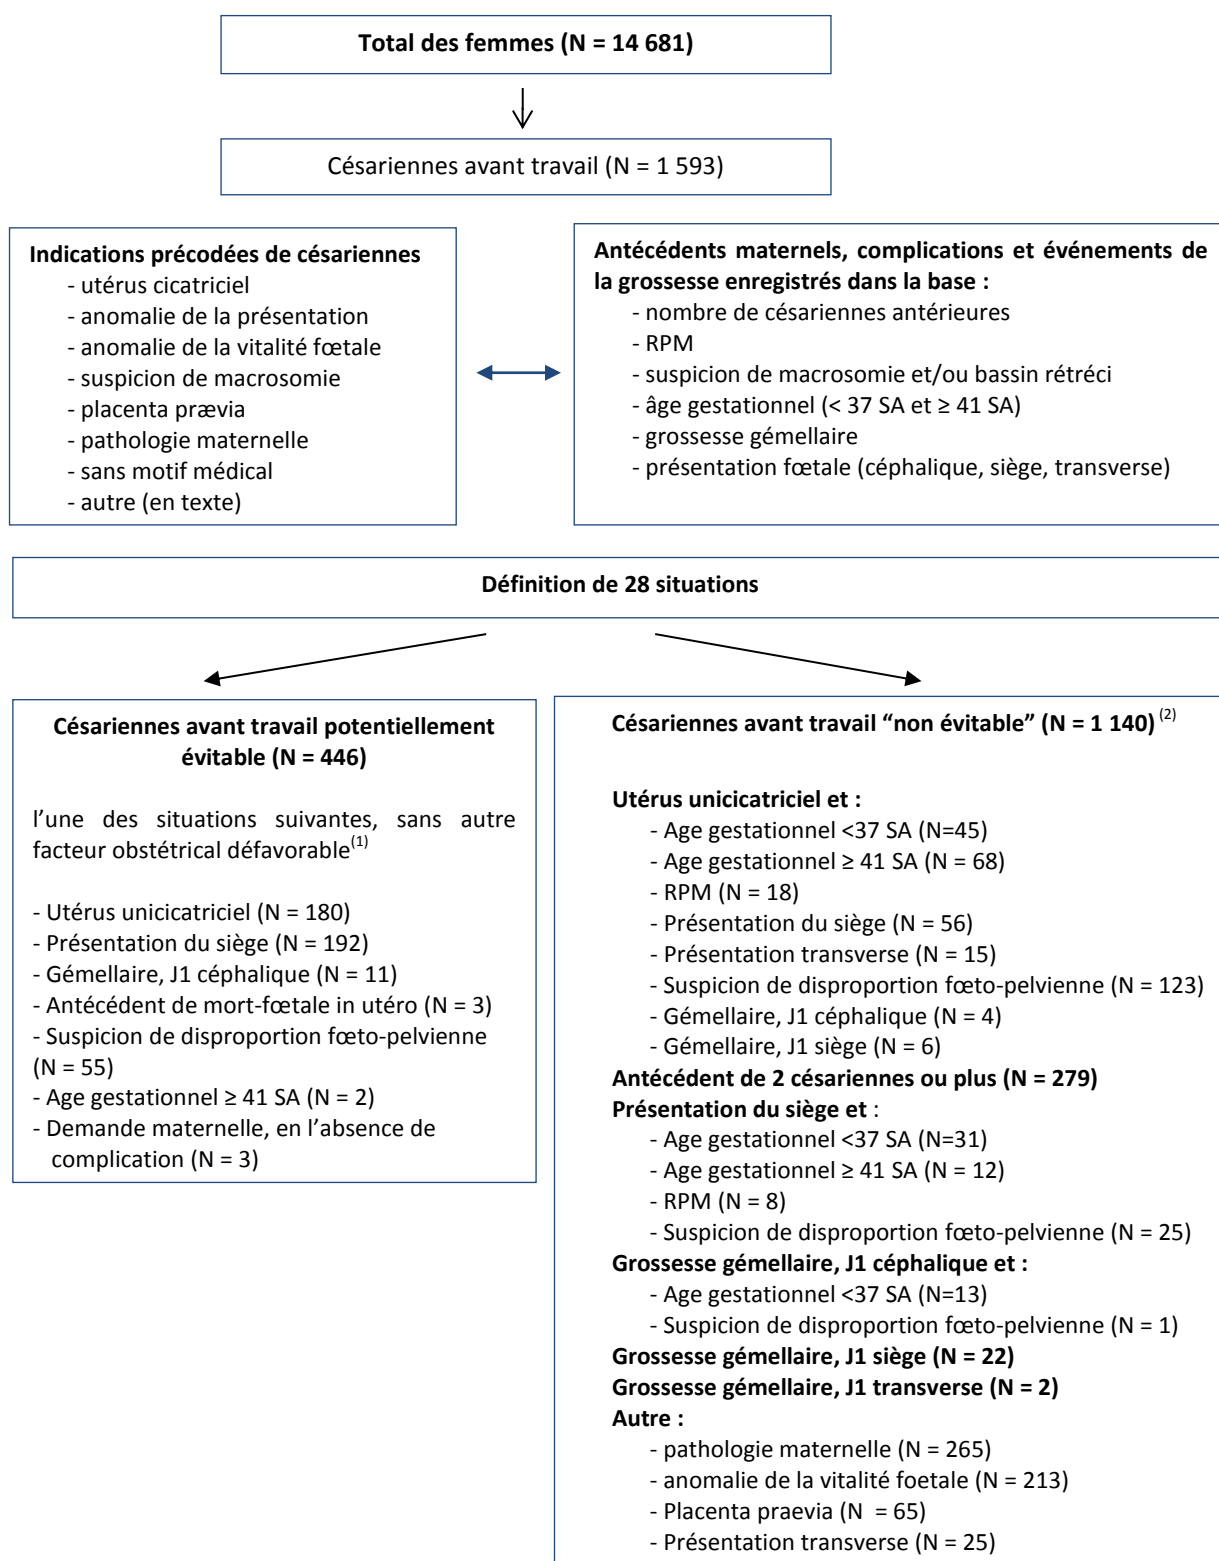 Total des femmes (N = 14 681)
Césariennes avant travail (N = 1 593)
Indications précodées de césariennes
- utérus cicatriciel
- anomalie de la présentation
- anomalie de la vitalité fœtale
- suspicion de macrosomie
- placenta prævia
- pathologie maternelle
- sans motif médical
- autre (en texte)
Antécédents maternels, complications et événements de
la grossesse enregistrés dans la base :
- nombre de césariennes antérieures
- RPM
- suspicion de macrosomie et/ou bassin rétréci
- âge gestationnel (< 37 SA et ≥ 41 SA)
- grossesse gémellaire
- présentation fœtale (céphalique, siège, transverse)
Définition de 28 situations
Césariennes avant travail potentiellement
évitable (N = 446)
l’une des situations suivantes, sans autre
facteur obstétrical défavorable(1)
- Utérus unicicatriciel (N = 180)
- Présentation du siège (N = 192)
- Gémellaire, J1 céphalique (N = 11)
- Antécédent de mort-fœtale in utéro (N = 3)
- Suspicion de disproportion fœto-pelvienne
(N = 55)
- Age gestationnel ≥ 41 SA (N = 2)
- Demande maternelle, en l’absence de
complication (N = 3)
Césariennes avant travail “non évitable” (N = 1 140) (2)
Utérus unicicatriciel et :
- Age gestationnel <37 SA (N=45)
- Age gestationnel ≥ 41 SA (N = 68)
- RPM (N = 18)
- Présentation du siège (N = 56)
- Présentation transverse (N = 15)
- Suspicion de disproportion fœto-pelvienne (N = 123)
- Gémellaire, J1 céphalique (N = 4)
- Gémellaire, J1 siège (N = 6)
Antécédent de 2 césariennes ou plus (N = 279)
Présentation du siège et :
- Age gestationnel <37 SA (N=31)
- Age gestationnel ≥ 41 SA (N = 12)
- RPM (N = 8)
- Suspicion de disproportion fœto-pelvienne (N = 25)
Grossesse gémellaire, J1 céphalique et :
- Age gestationnel <37 SA (N=13)
- Suspicion de disproportion fœto-pelvienne (N = 1)
Grossesse gémellaire, J1 siège (N = 22)
Grossesse gémellaire, J1 transverse (N = 2)
Autre :
- pathologie maternelle (N = 265)
- anomalie de la vitalité foetale (N = 213)
- Placenta praevia (N = 65)
- Présentation transverse (N = 25)